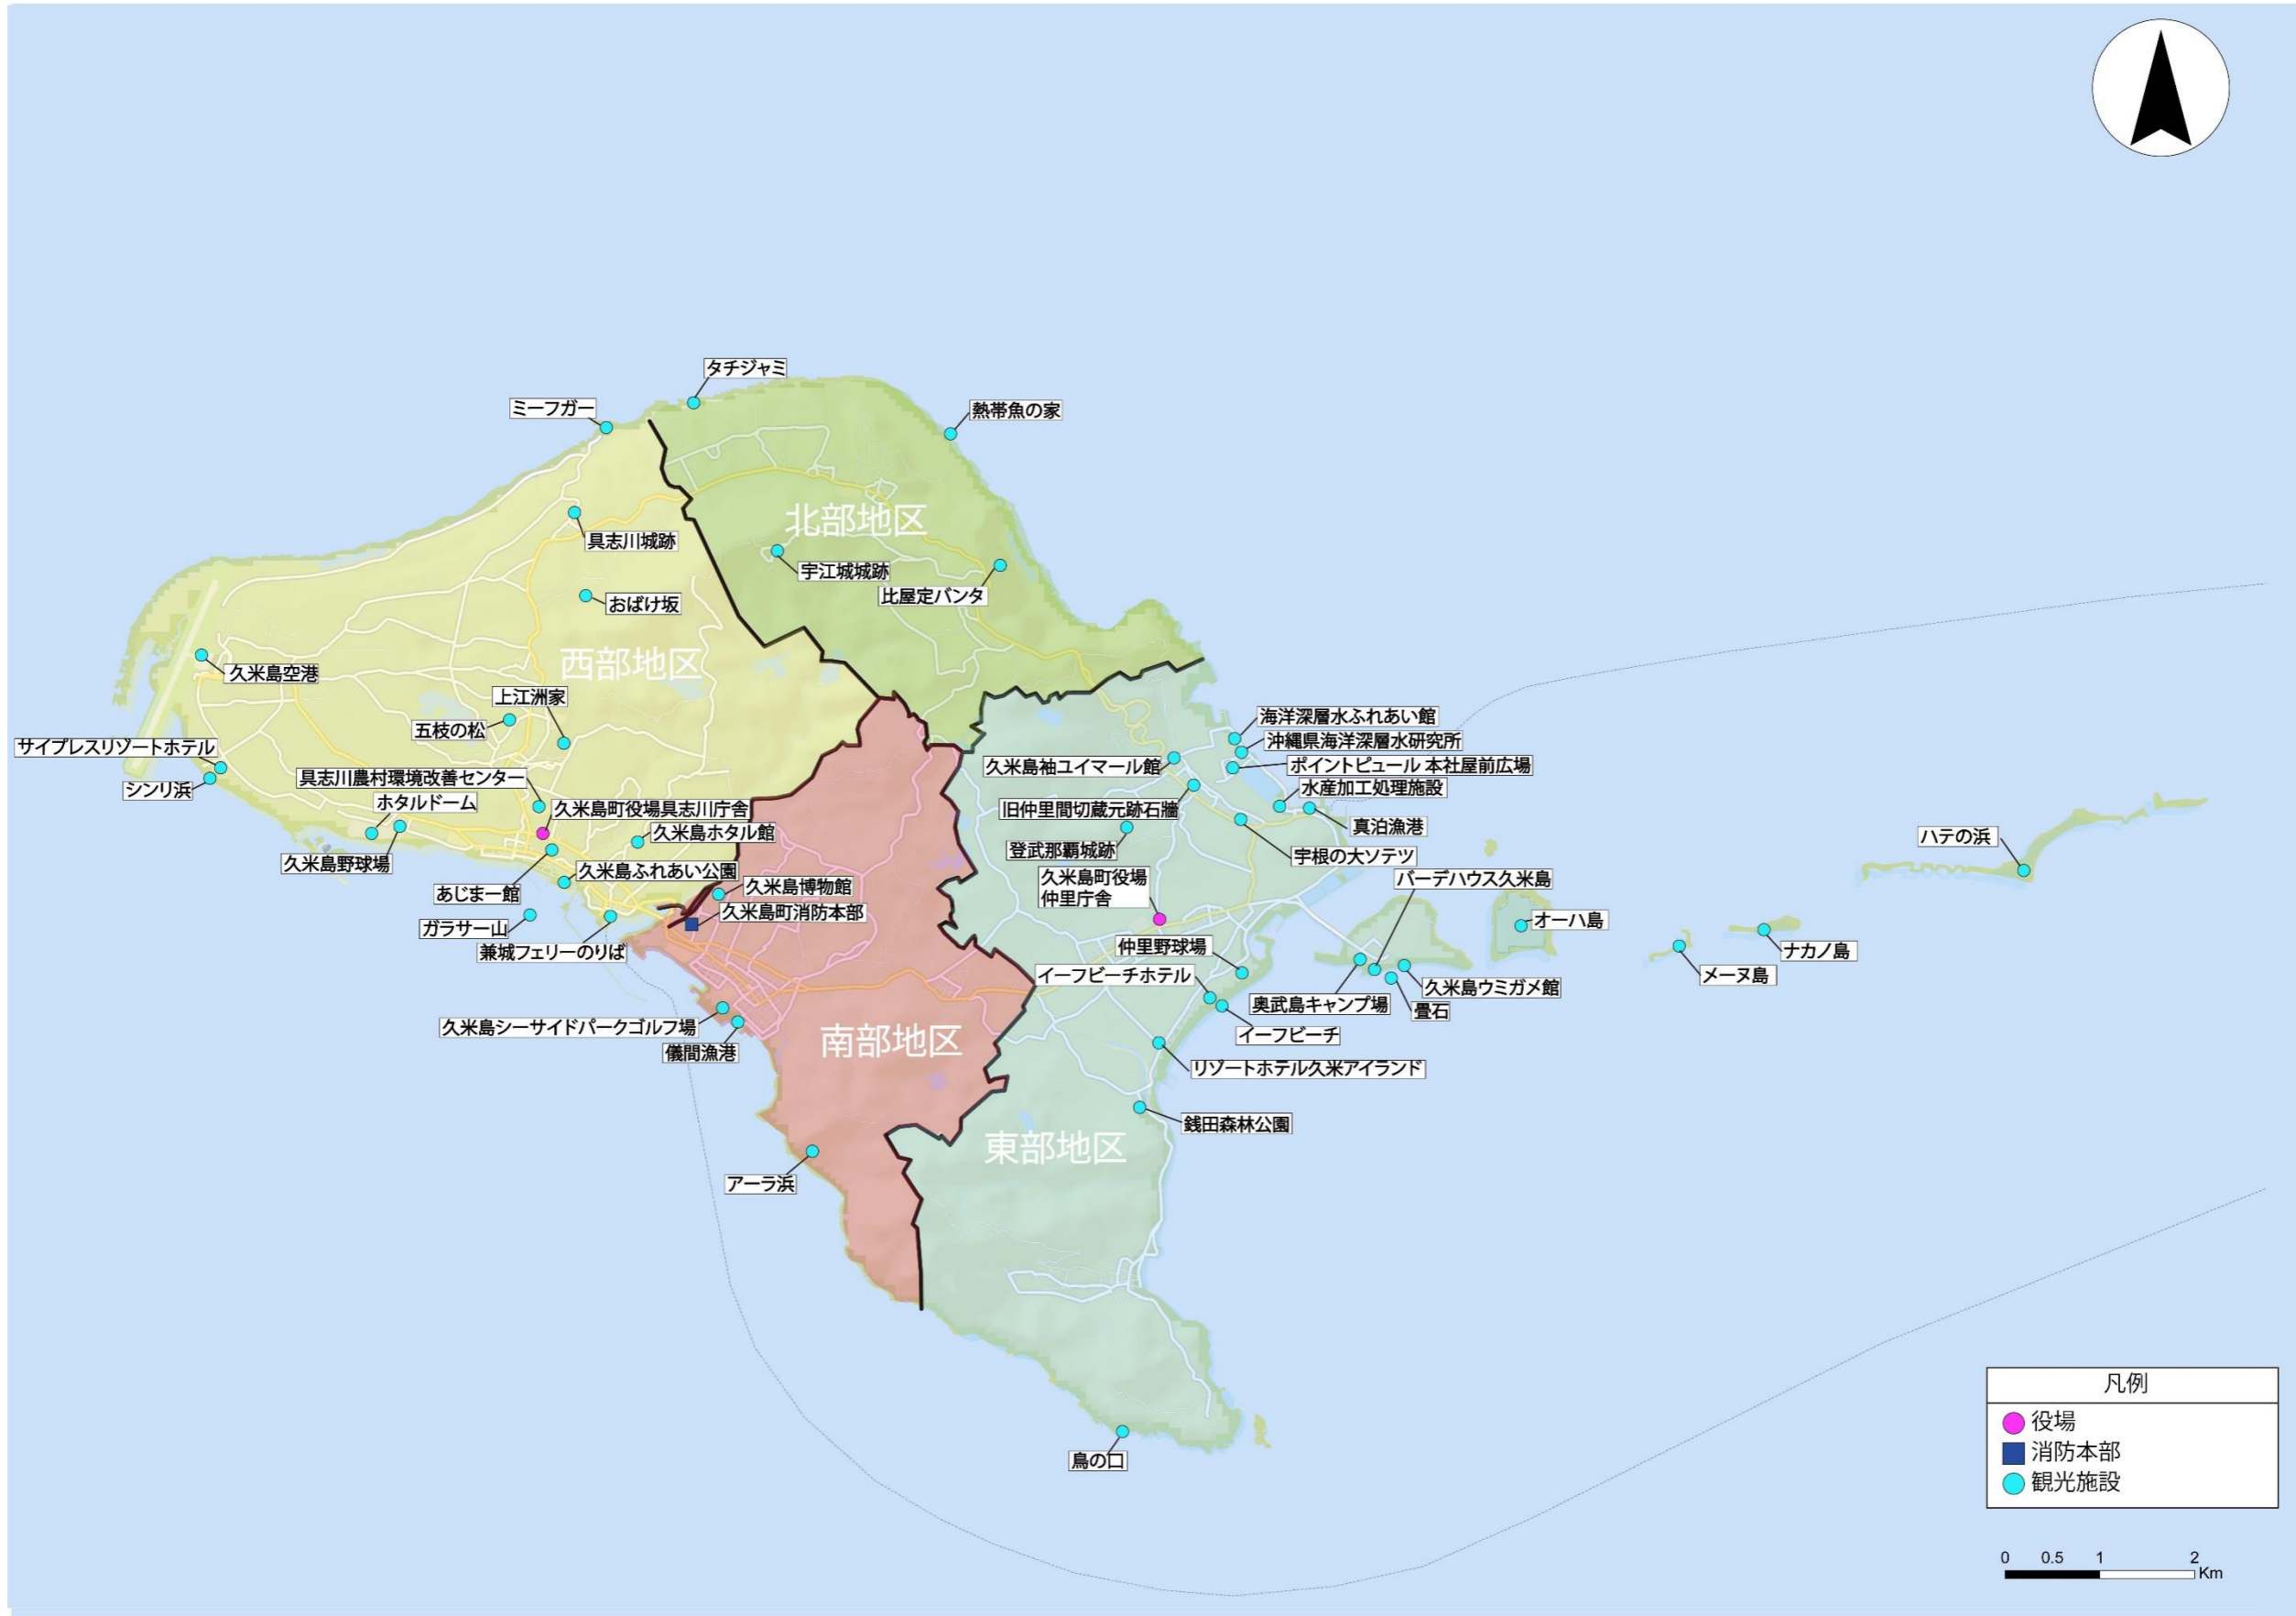 タチジャミ
ミーフガー
熱帯魚の家
北部地区
具志川城跡
宇江城城跡
比屋定バンタ
おばけ坂
西部地区
久米島空港
上江洲家
五枝の松
サイプレスリゾートホテル
シンリ浜
具志川農村環境改善センター
ホタルドーム
久米島町役場具志川庁舎
久米島ホタル館
久米島野球場
あじまー館
久米島ふれあい公園
久米島博物館
久米島町消防本部
ガラサー山
兼城フェリーのりば
久米島シーサイドパークゴルフ場
儀間漁港
南部地区
アーラ浜
海洋深層水ふれあい館
沖縄県海洋深層水研究所
久米島袖ユイマール館
ポイントピュール 本社屋前広場
水産加工処理施設
旧仲里間切蔵元跡石牆
真泊漁港
登武那覇城跡
宇根の大ソテツ
久米島町役場
仲里庁舎
バーデハウス久米島
オーハ島
ハテの浜
ナカノ島
メーヌ島
仲里野球場
イーフビーチホテル
奥武島キャンプ場
久米島ウミガメ館
畳石
イーフビーチ
リゾートホテル久米アイランド
銭田森林公園
東部地区
鳥の口
凡例
役場
消防本部
観光施設
0 0.5 1 2
Km